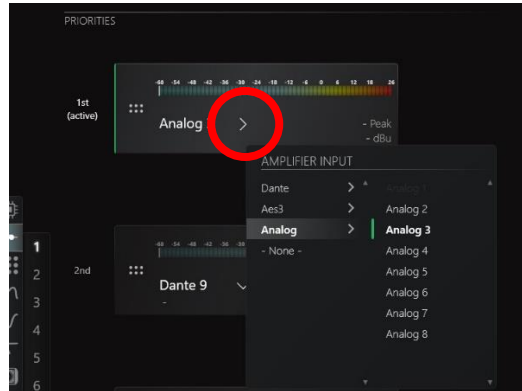 PRIORITIES
-60 -54 -48 -42 -36 -30 -24 -18 -12 -6 0 6 12 18 24
1st
(active)
Analog
- Peak
- dBu
AMPLIFIER INPUT
Dante
Analog 1
Aes3
Analog 2
Analog
Analog 3
- None -
Analog 4
Analog 5
Analog 6
Analog 7
Analog 8
2nd
Dante 9
-
1
2
3
4
5
6